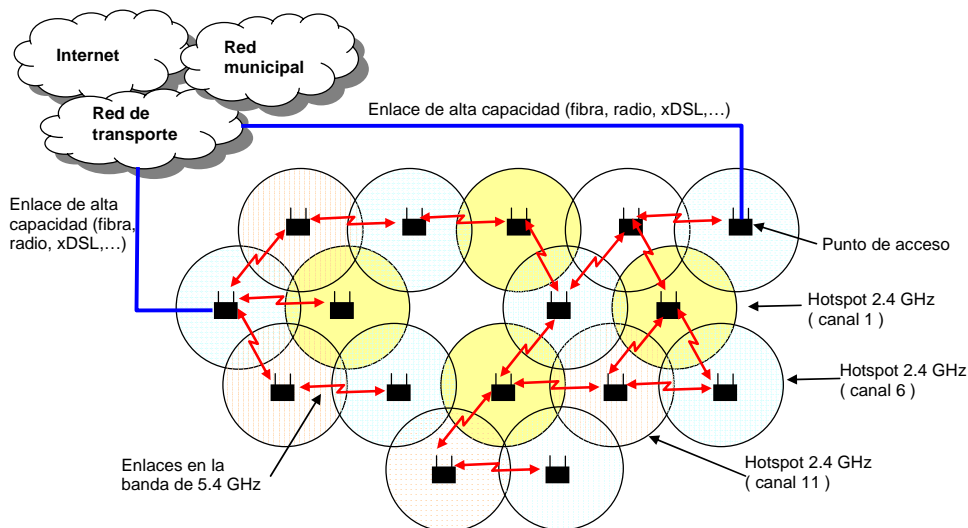 Internet
Red
municipal
Red de
transporte
Enlace de alta capacidad (fibra, radio, xDSL,…)
Enlace de alta
capacidad (fibra,
radio, xDSL,…)
Punto de acceso
Hotspot 2.4 GHz
( canal 1 )
Hotspot 2.4 GHz
( canal 6 )
Hotspot 2.4 GHz
( canal 11 )
Enlaces en la
banda de 5.4 GHz